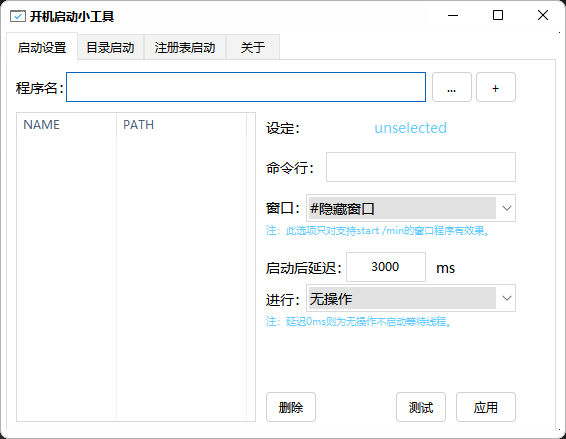 开机启动小工具
启动设置 目录启动 注册表启动 关于
程序名: ... +
NAME PATH
设定: unselected
命令行:
窗口: #隐藏窗口
注: 此选项只对支持start /min的窗口程序有效果。
启动后延迟: 3000 ms
进行: 无操作
注: 延迟0ms则为无操作不启动等待线程。
删除 测试 应用